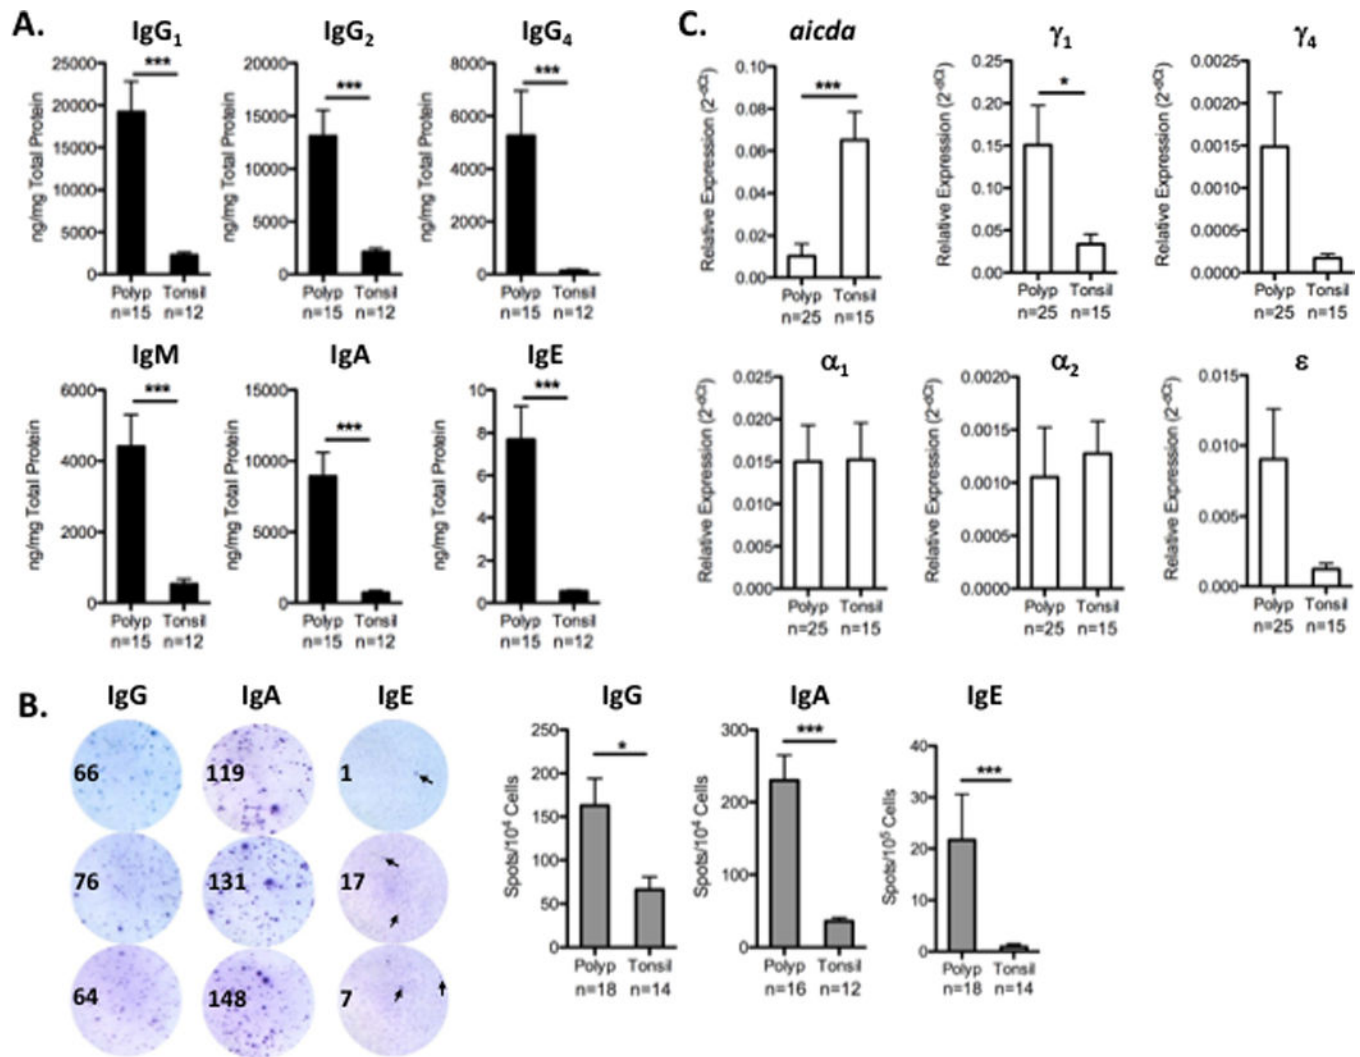 A.
IgG1
IgG2
IgG4
ng/mg Total Protein
25000
20000
15000
10000
5000
0
***
Polyp Tonsil
n=15 n=12
ng/mg Total Protein
20000
15000
10000
5000
0
***
Polyp Tonsil
n=15 n=12
ng/mg Total Protein
8000
6000
4000
2000
0
***
Polyp Tonsil
n=15 n=12
IgM
IgA
IgE
ng/mg Total Protein
6000
4000
2000
0
***
Polyp Tonsil
n=15 n=12
ng/mg Total Protein
15000
10000
5000
0
***
Polyp Tonsil
n=15 n=12
ng/mg Total Protein
10
8
6
4
2
0
***
Polyp Tonsil
n=15 n=12
C.
aicda
γ1
γ4
Relative Expression (2-dCt)
0.10
0.08
0.06
0.04
0.02
0.00
***
Polyp Tonsil
n=25 n=15
Relative Expression (2-dCt)
0.25
0.20
0.15
0.10
0.05
0.00
*
Polyp Tonsil
n=25 n=15
Relative Expression (2-dCt)
0.0025
0.0020
0.0015
0.0010
0.0005
0.0000
Polyp Tonsil
n=25 n=15
α1
α2
ε
Relative Expression (2-dCt)
0.025
0.020
0.015
0.010
0.005
0.000
Polyp Tonsil
n=25 n=15
Relative Expression (2-dCt)
0.0020
0.0015
0.0010
0.0005
0.0000
Polyp Tonsil
n=25 n=15
Relative Expression (2-dCt)
0.015
0.010
0.005
0.000
Polyp Tonsil
n=25 n=15
B.
IgG IgA IgE
66 119 1
76 131 17
64 148 7
IgG
Spots/10⁴ Cells
250
200
150
100
50
0
*
Polyp Tonsil
n=18 n=14
IgA
Spots/10⁴ Cells
300
200
100
0
***
Polyp Tonsil
n=16 n=12
IgE
Spots/10⁵ Cells
40
30
20
10
0
***
Polyp Tonsil
n=18 n=14